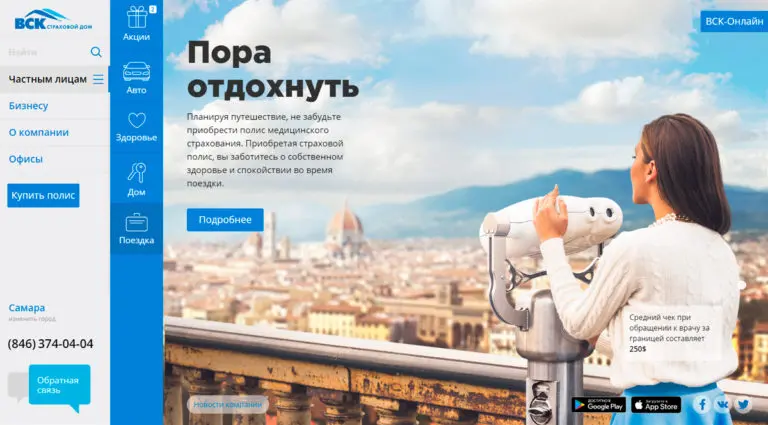 ВСК СТРАХОВОЙ ДОМ
Найти
Частным лицам
Бизнесу
О компании
Офисы
Купить полис
Самара
изменить город
(846) 374-04-04
Обратная
связь
2
Акции
Авто
Здоровье
Дом
Поездка
ВСК-Онлайн
Пора
отдохнуть
Планируя путешествие, не забудьте
приобрести полис медицинского
страхования. Приобретая страховой
полис, вы заботитесь о собственном
здоровье и спокойствии во время
поездки.
Подробнее
Средний чек при
обращении к врачу за
границей составляет
250$
Новости компании
ДОСТУПНО В
Google Play
Загрузите в
App Store